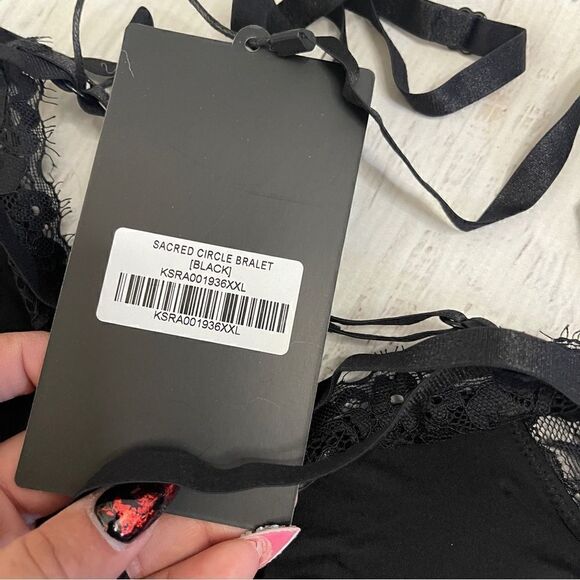 SACRED CIRCLE BRALET
[BLACK]
KSRA001936XXL
KSRA001936XXL